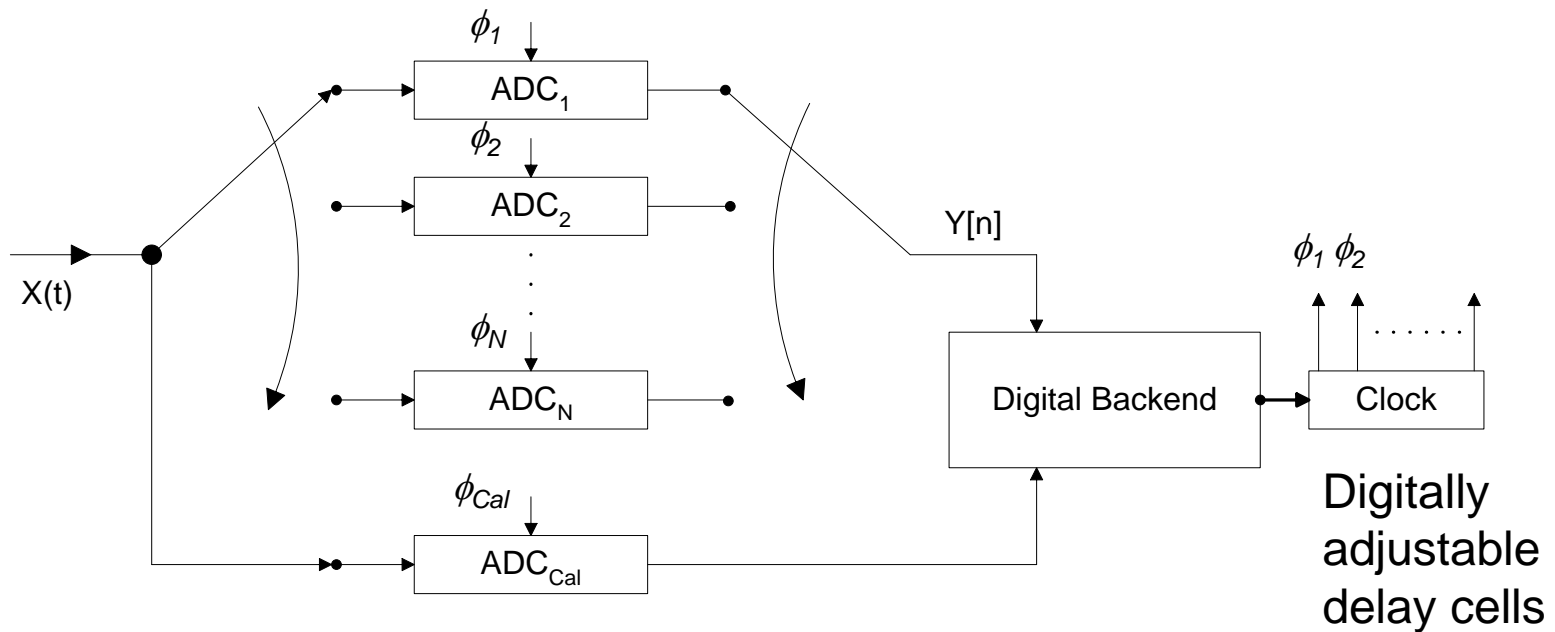 ϕ1
ADC1
ϕ2
ADC2
X(t)
Y[n]
ϕ1 ϕ2
. . . .
ϕN
ADCN
. . . . . .
Digital Backend
Clock
ϕCal
ADCCal
Digitally
adjustable
delay cells